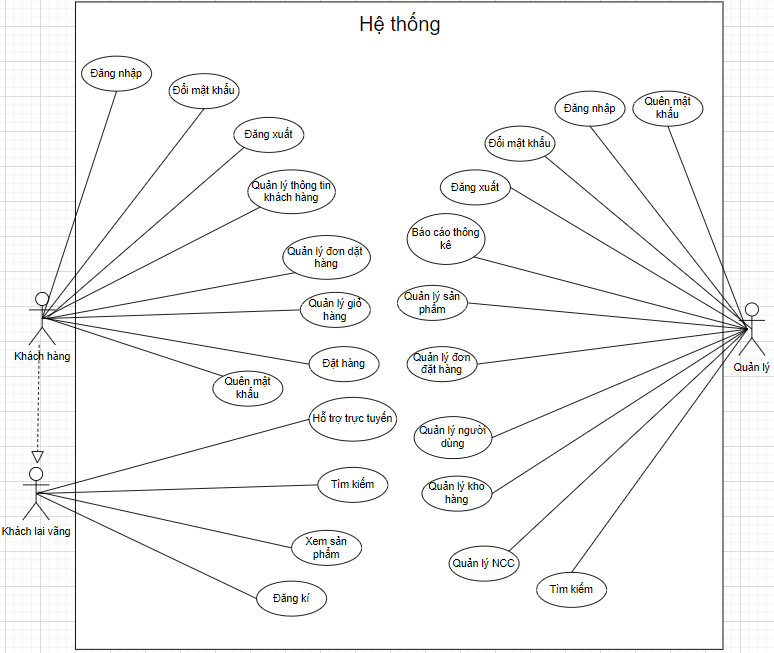 Hệ thống
Đăng nhập
Đổi mật khẩu
Đăng xuất
Quản lý thông tin
khách hàng
Quản lý đơn dặt
hàng
Quản lý giỏ
hàng
Đặt hàng
Quên mật
khẩu
Khách hàng
Hỗ trợ trực tuyến
Tìm kiếm
Xem sản
phẩm
Đăng kí
Khách lai vãng
Quên mật
khẩu
Đăng nhập
Đổi mật khẩu
Đăng xuất
Báo cáo thông
kê
Quản lý sản
phẩm
Quản lý đơn
đặt hàng
Quản lý người
dùng
Quản lý kho
hàng
Quản lý NCC
Tìm kiếm
Quản lý